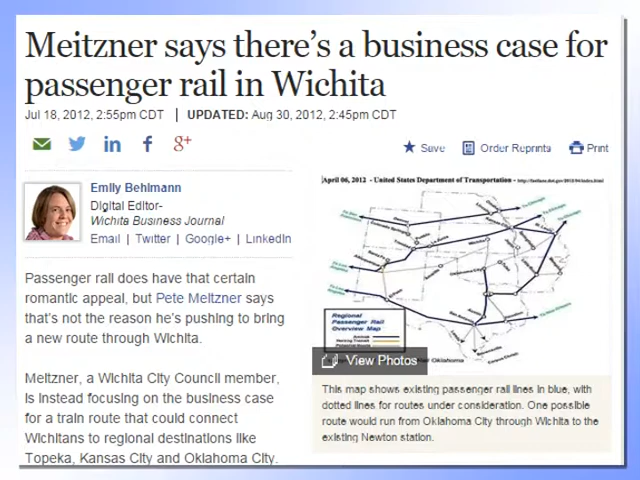 Meitzner says there's a business case for
passenger rail in Wichita
Jul 18, 2012, 2:55pm CDT | UPDATED: Aug 30, 2012, 2:45pm CDT
Save
Order Reprints
Print
Emily Behlmann
Digital Editor-
Wichita Business Journal
Email | Twitter | Google+ | LinkedIn
Passenger rail does have that certain
romantic appeal, but Pete Meitzner says
that's not the reason he's pushing to bring
a new route through Wichita.
Meitzner, a Wichita City Council member,
is instead focusing on the business case
for a train route that could connect
Wichitans to regional destinations like
Topeka, Kansas City and Oklahoma City.
April 06, 2012 - United States Department of Transportation -
Regional
Passenger Rail
Overview Map
View Photos
Rail Oklahoma
This map shows existing passenger rail lines in blue, with
dotted lines for routes under consideration. One possible
route would run from Oklahoma City through Wichita to the
existing Newton station.